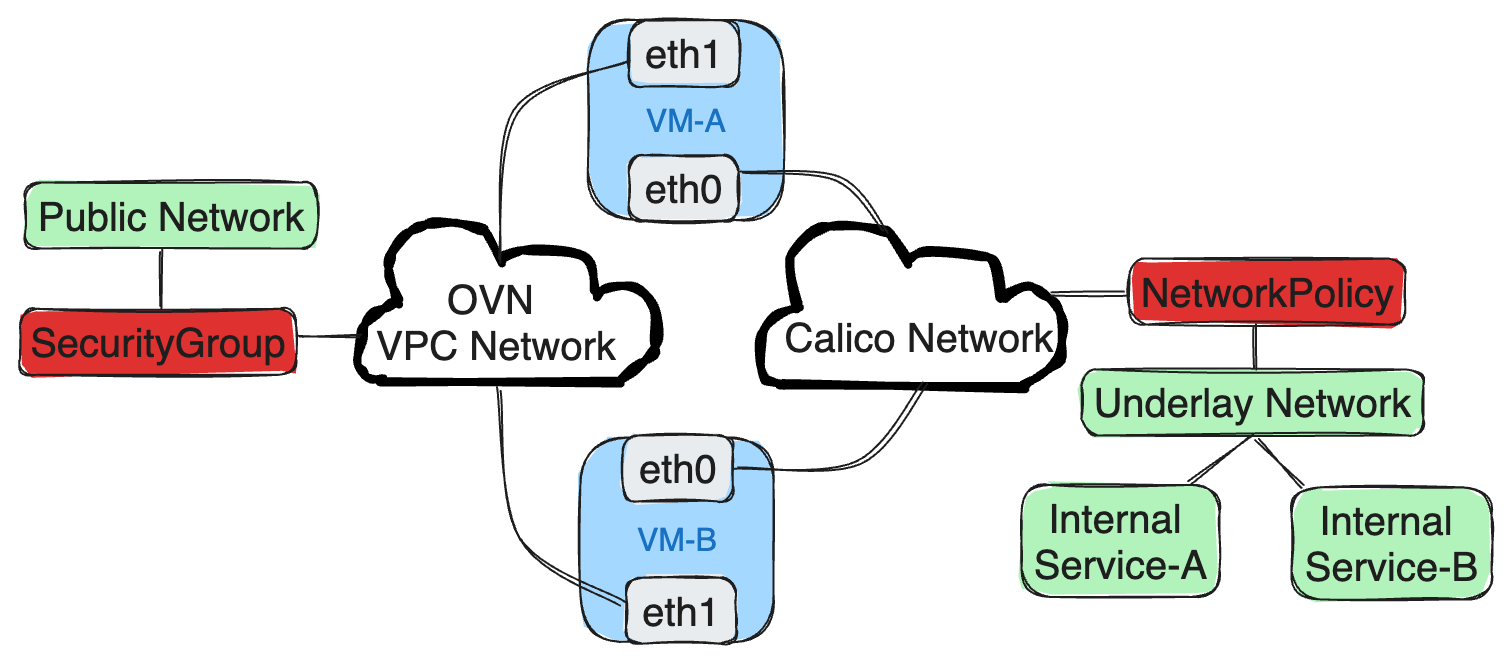 eth1
VM-A
eth0
Public Network
SecurityGroup
OVN
VPC Network
Calico Network
NetworkPolicy
Underlay Network
Internal
Service-A
Internal
Service-B
eth0
VM-B
eth1